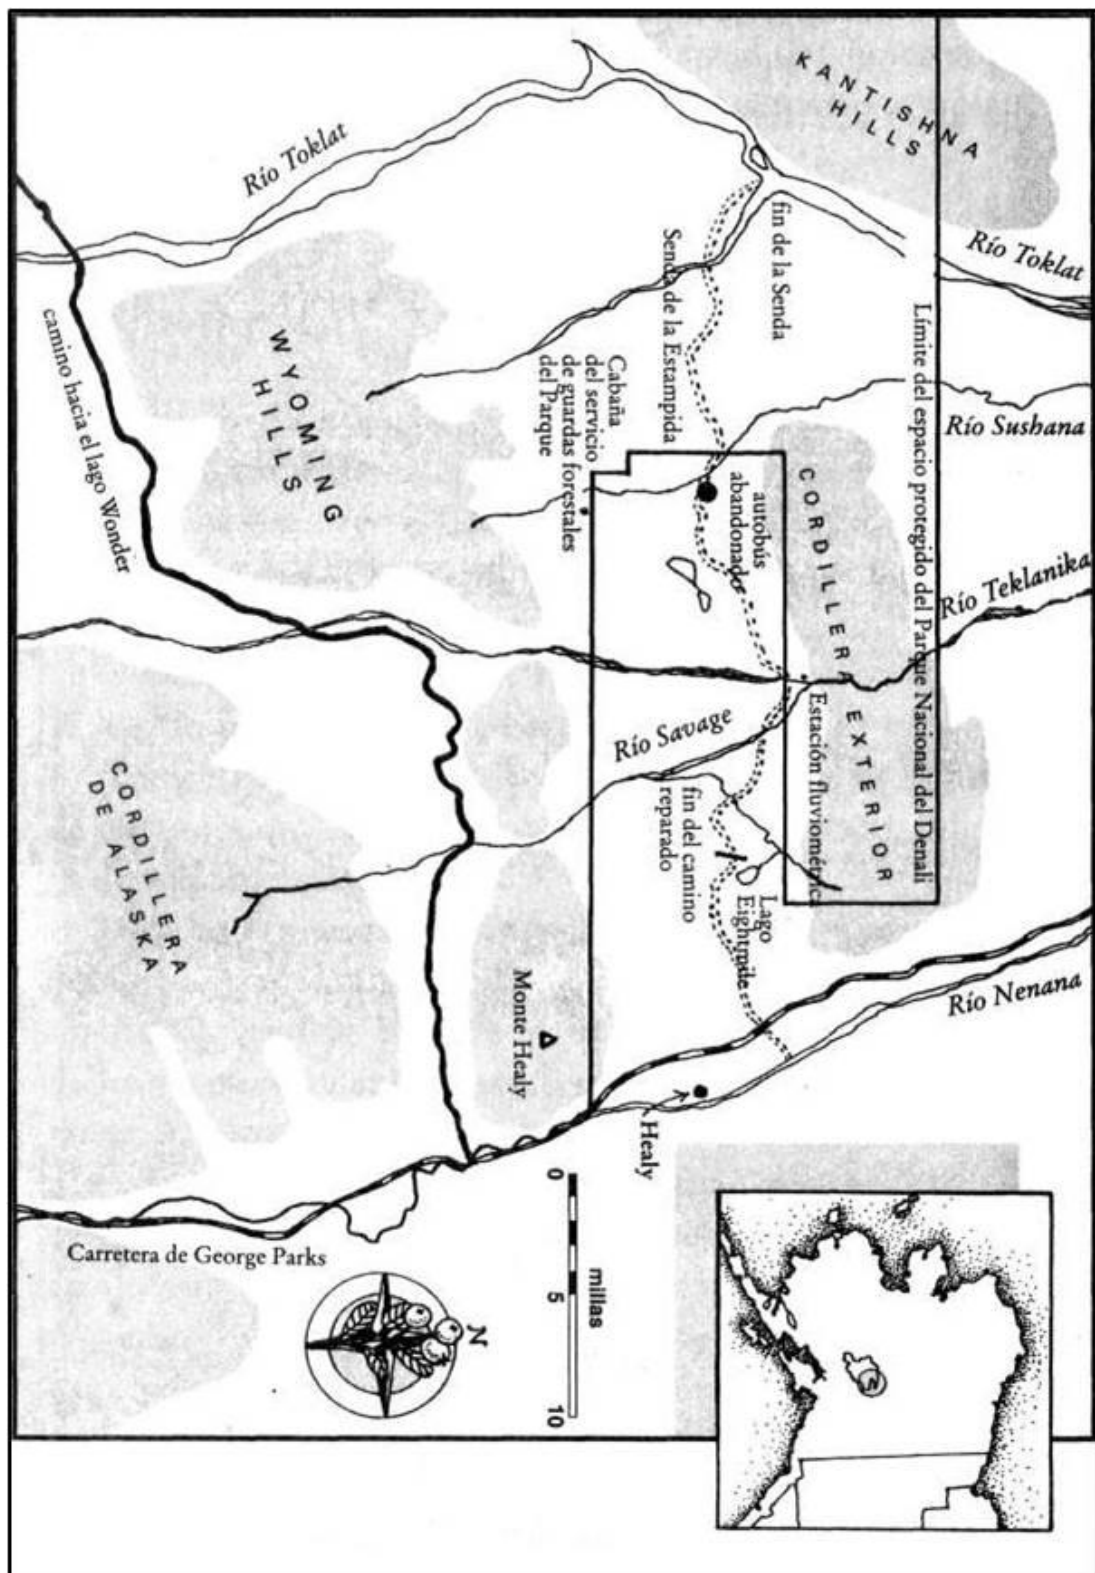 KANTISHNA
HILLS
Río Toklat
Río Toklat
fin de la Senda
Senda de la Estampida
Límite del espacio protegido del Parque Nacional del Denali
Río Sushana
camino hacia el lago Wonder
WYOMING
HILLS
Cabaña
del servicio
de guardas forestales
del Parque
autobús
abandonado
CORDILLERA EXTERIOR
Río Teklanika
Estación fluviométrica
Río Savage
fin del camino
reparado
Lago
Eightmile
CORDILLERA
DE ALASKA
Monte Healy
Río Nenana
Healy
Carretera de George Parks
0 5 10
millas
N